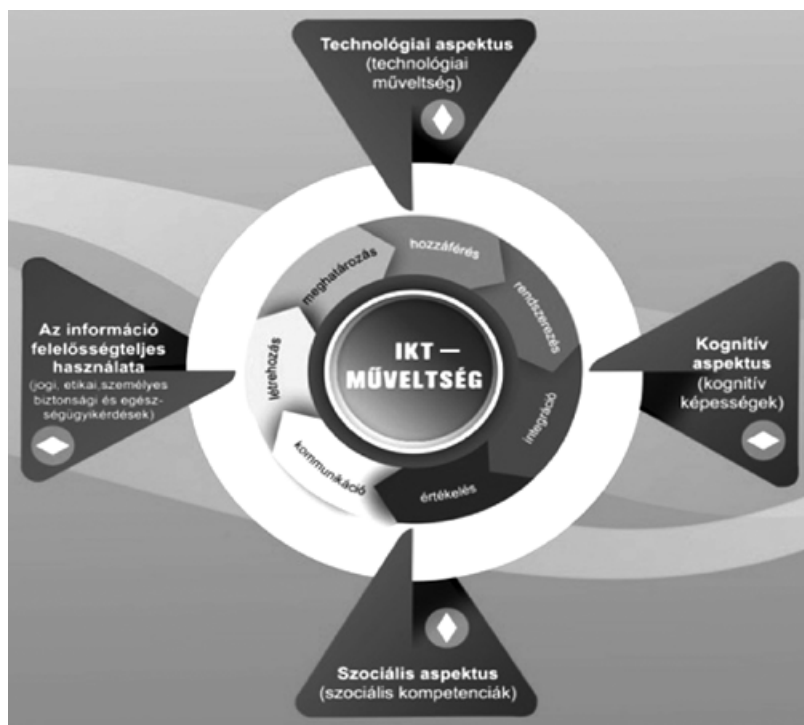 Technológiai aspektus
(technológiai
műveltség)
meghatározás
hozzáférés
rendszerezés
integráció
értékelés
kommunikáció
létrehozás
IKT —
MŰVELTSÉG
Az információ
felelősségteljes
használata
(jogi, etikai,személyes
biztonsági és egész-
ségügyikérdések)
Kognitív
aspektus
(kognitív
képességek)
Szociális aspektus
(szociális kompetenciák)